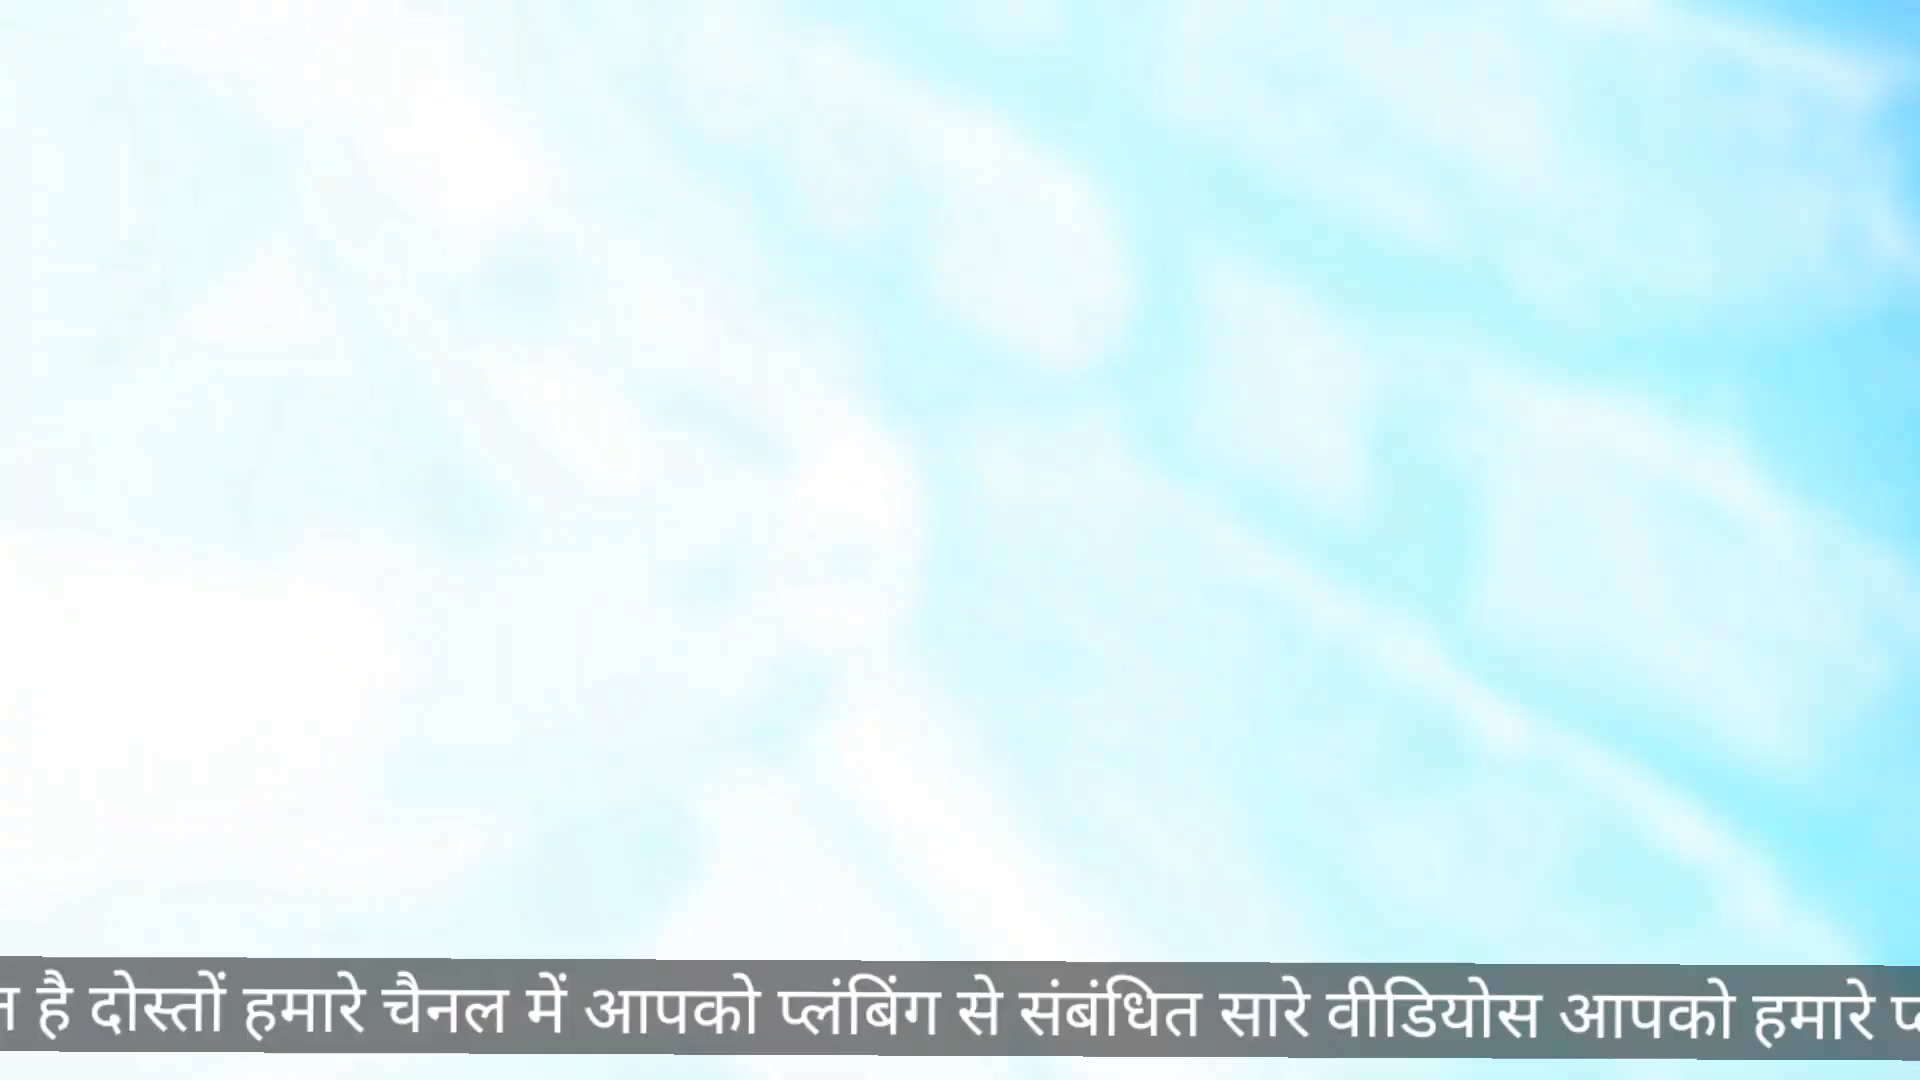 है दोस्तों हमारे चैनल में आपको प्लंबिंग से संबंधित सारे वीडियोस आपको हमारे